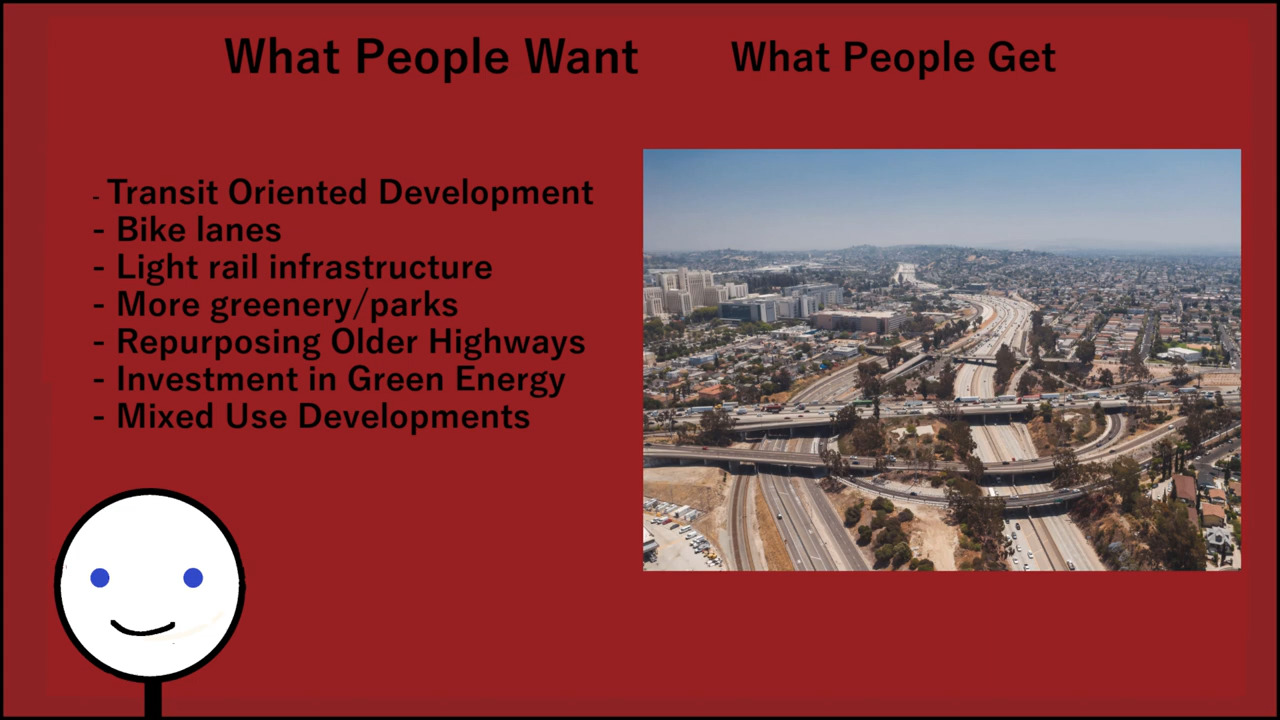 What People Want
What People Get
- Transit Oriented Development
- Bike lanes
- Light rail infrastructure
- More greenery/parks
- Repurposing Older Highways
- Investment in Green Energy
- Mixed Use Developments